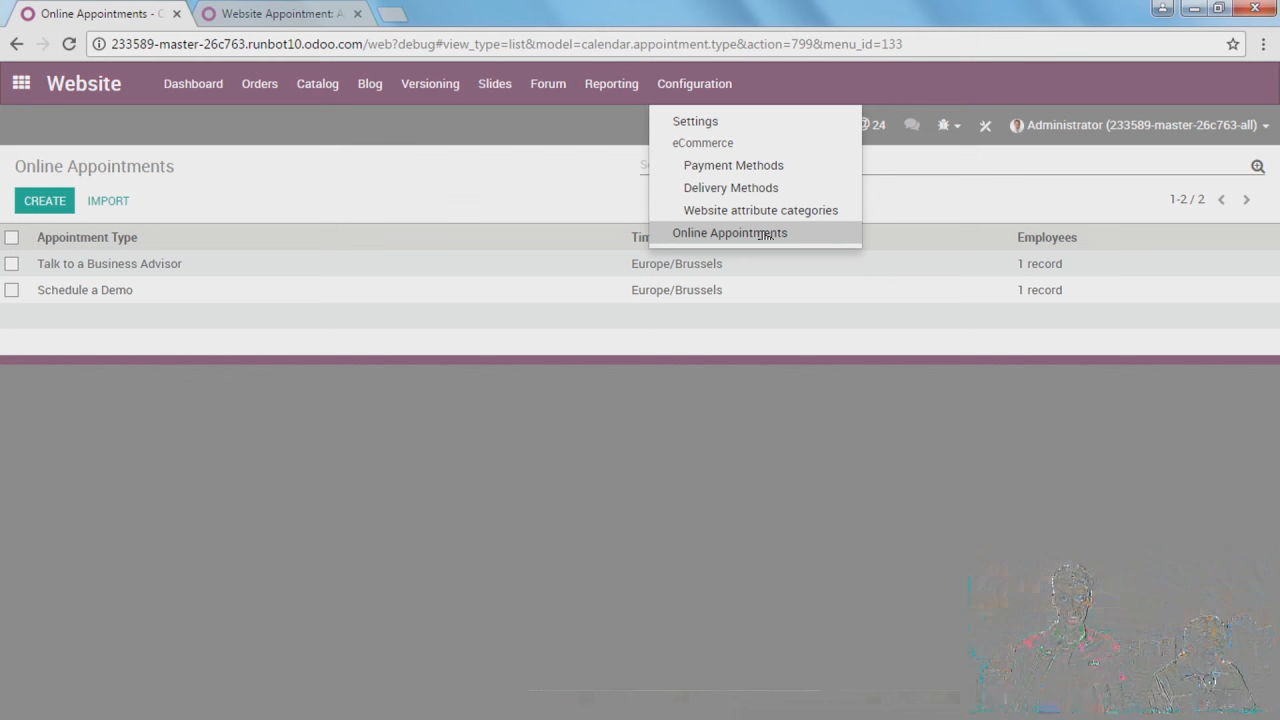 Online Appointments - O
Website Appointment: A
233589-master-26c763.runbot10.odoo.com/web?debug#view_type=list&model=calendar.appointment.type&action=799&menu_id=133
Website Dashboard Orders Catalog Blog Versioning Slides Forum Reporting Configuration
Settings
eCommerce
Payment Methods
Delivery Methods
Website attribute categories
Online Appointments
@ 24 Administrator (233589-master-26c763-all)
Online Appointments
CREATE IMPORT 1-2 / 2
Appointment Type Employees
Talk to a Business Advisor Europe/Brussels 1 record
Schedule a Demo Europe/Brussels 1 record